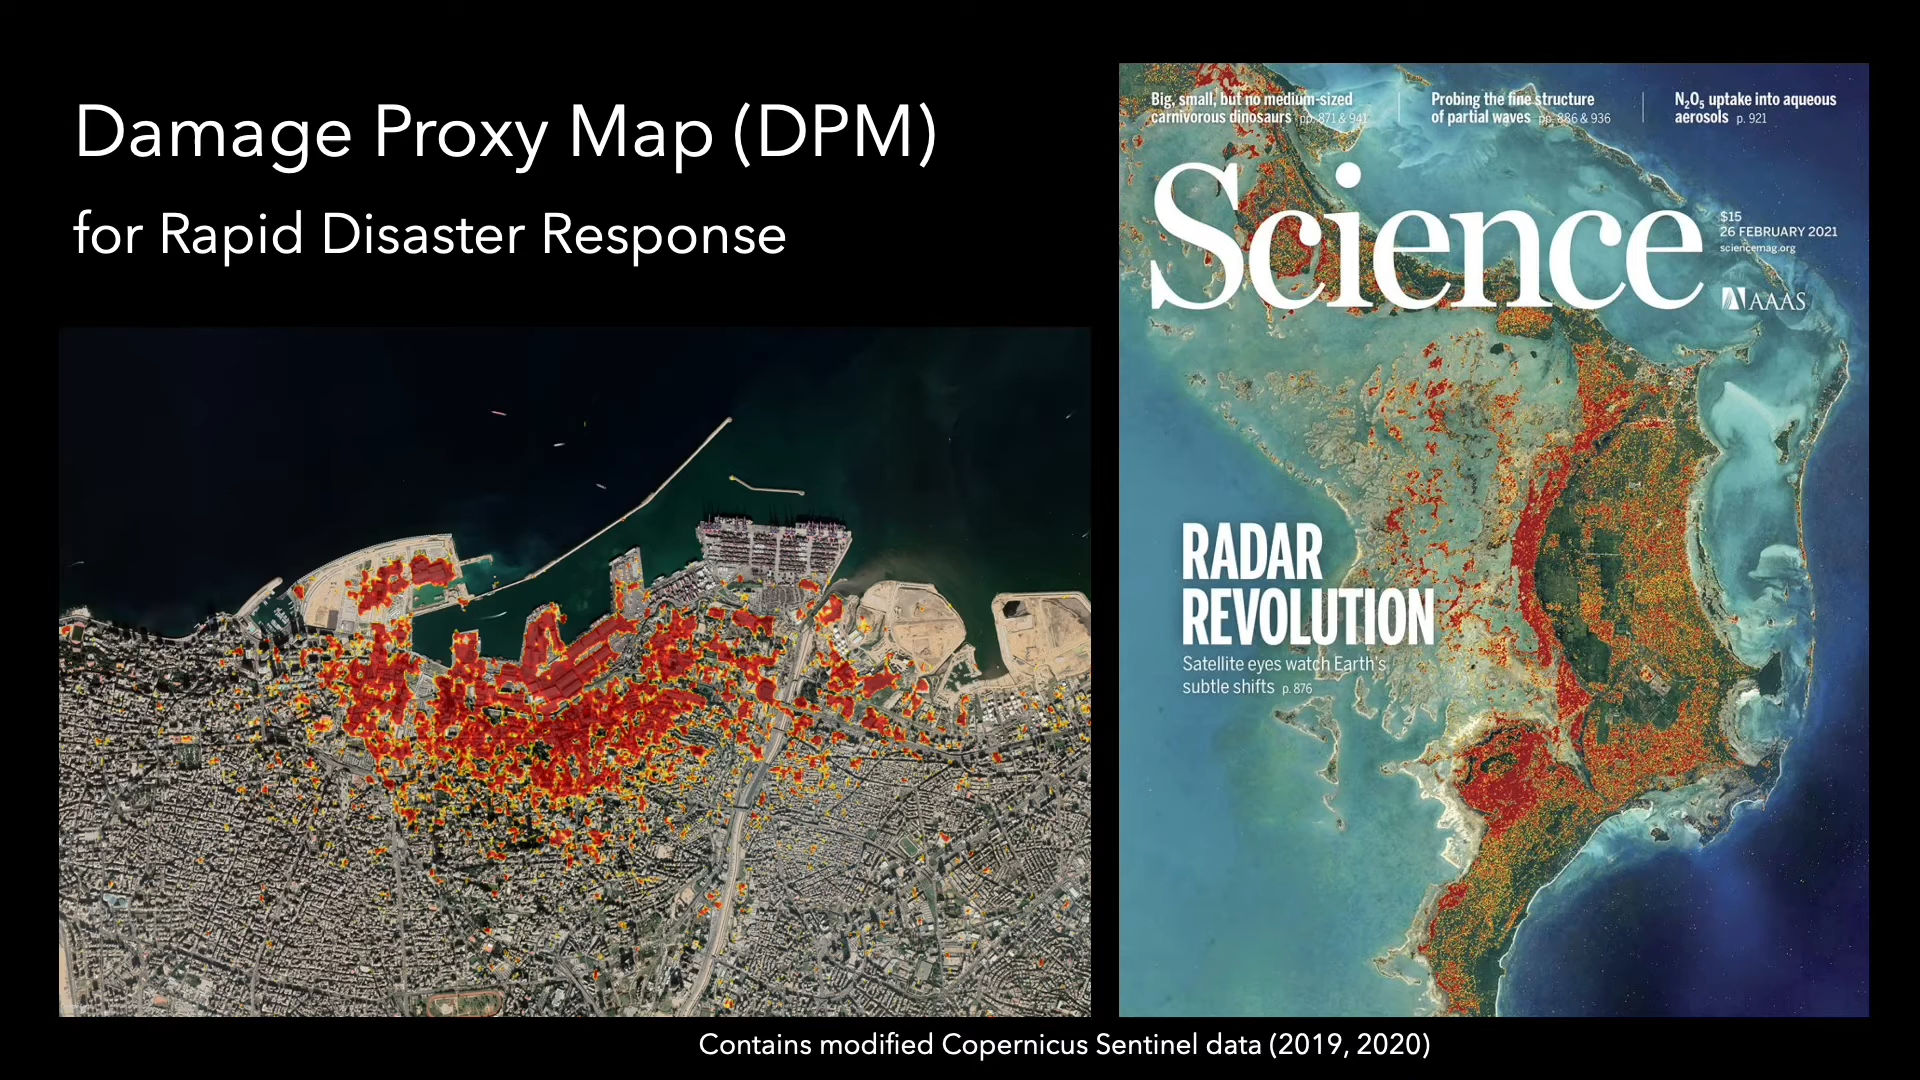 Damage Proxy Map (DPM)
for Rapid Disaster Response
Big, small, but no medium-sized
carnivorous dinosaurs pp. 871 & 941
Probing the fine structure
of partial waves pp. 886 & 936
N₂O₅ uptake into aqueous
aerosols p. 921
Science
$15
26 FEBRUARY 2021
sciencemag.org
AAAS
RADAR
REVOLUTION
Satellite eyes watch Earth's
subtle shifts p. 876
Contains modified Copernicus Sentinel data (2019, 2020)